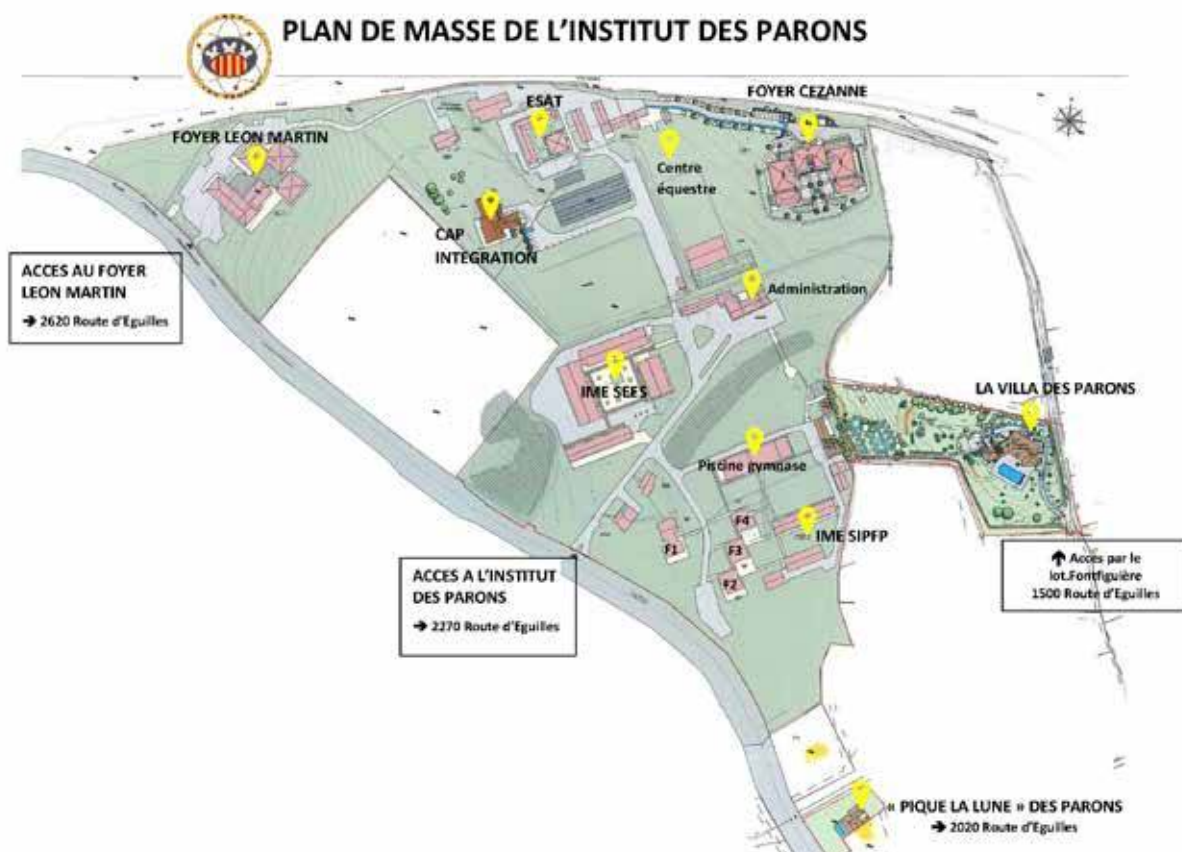 PLAN DE MASSE DE L'INSTITUT DES PARONS
FOYER CEZANNE
ESAT
FOYER LEON MARTIN
Centre
équestre
CAP
INTEGRATION
ACCES AU FOYER
LEON MARTIN
→ 2620 Route d'Eguilles
Administration
IME SEES
LA VILLA DES PARONS
Piscine gymnase
F4
IME SIPFP
F1
F3
F2
↑ Accès par le
lot.Fontfiguière
1500 Route d'Eguilles
ACCES A L'INSTITUT
DES PARONS
→ 2270 Route d'Eguilles
« PIQUE LA LUNE » DES PARONS
→ 2020 Route d'Eguilles